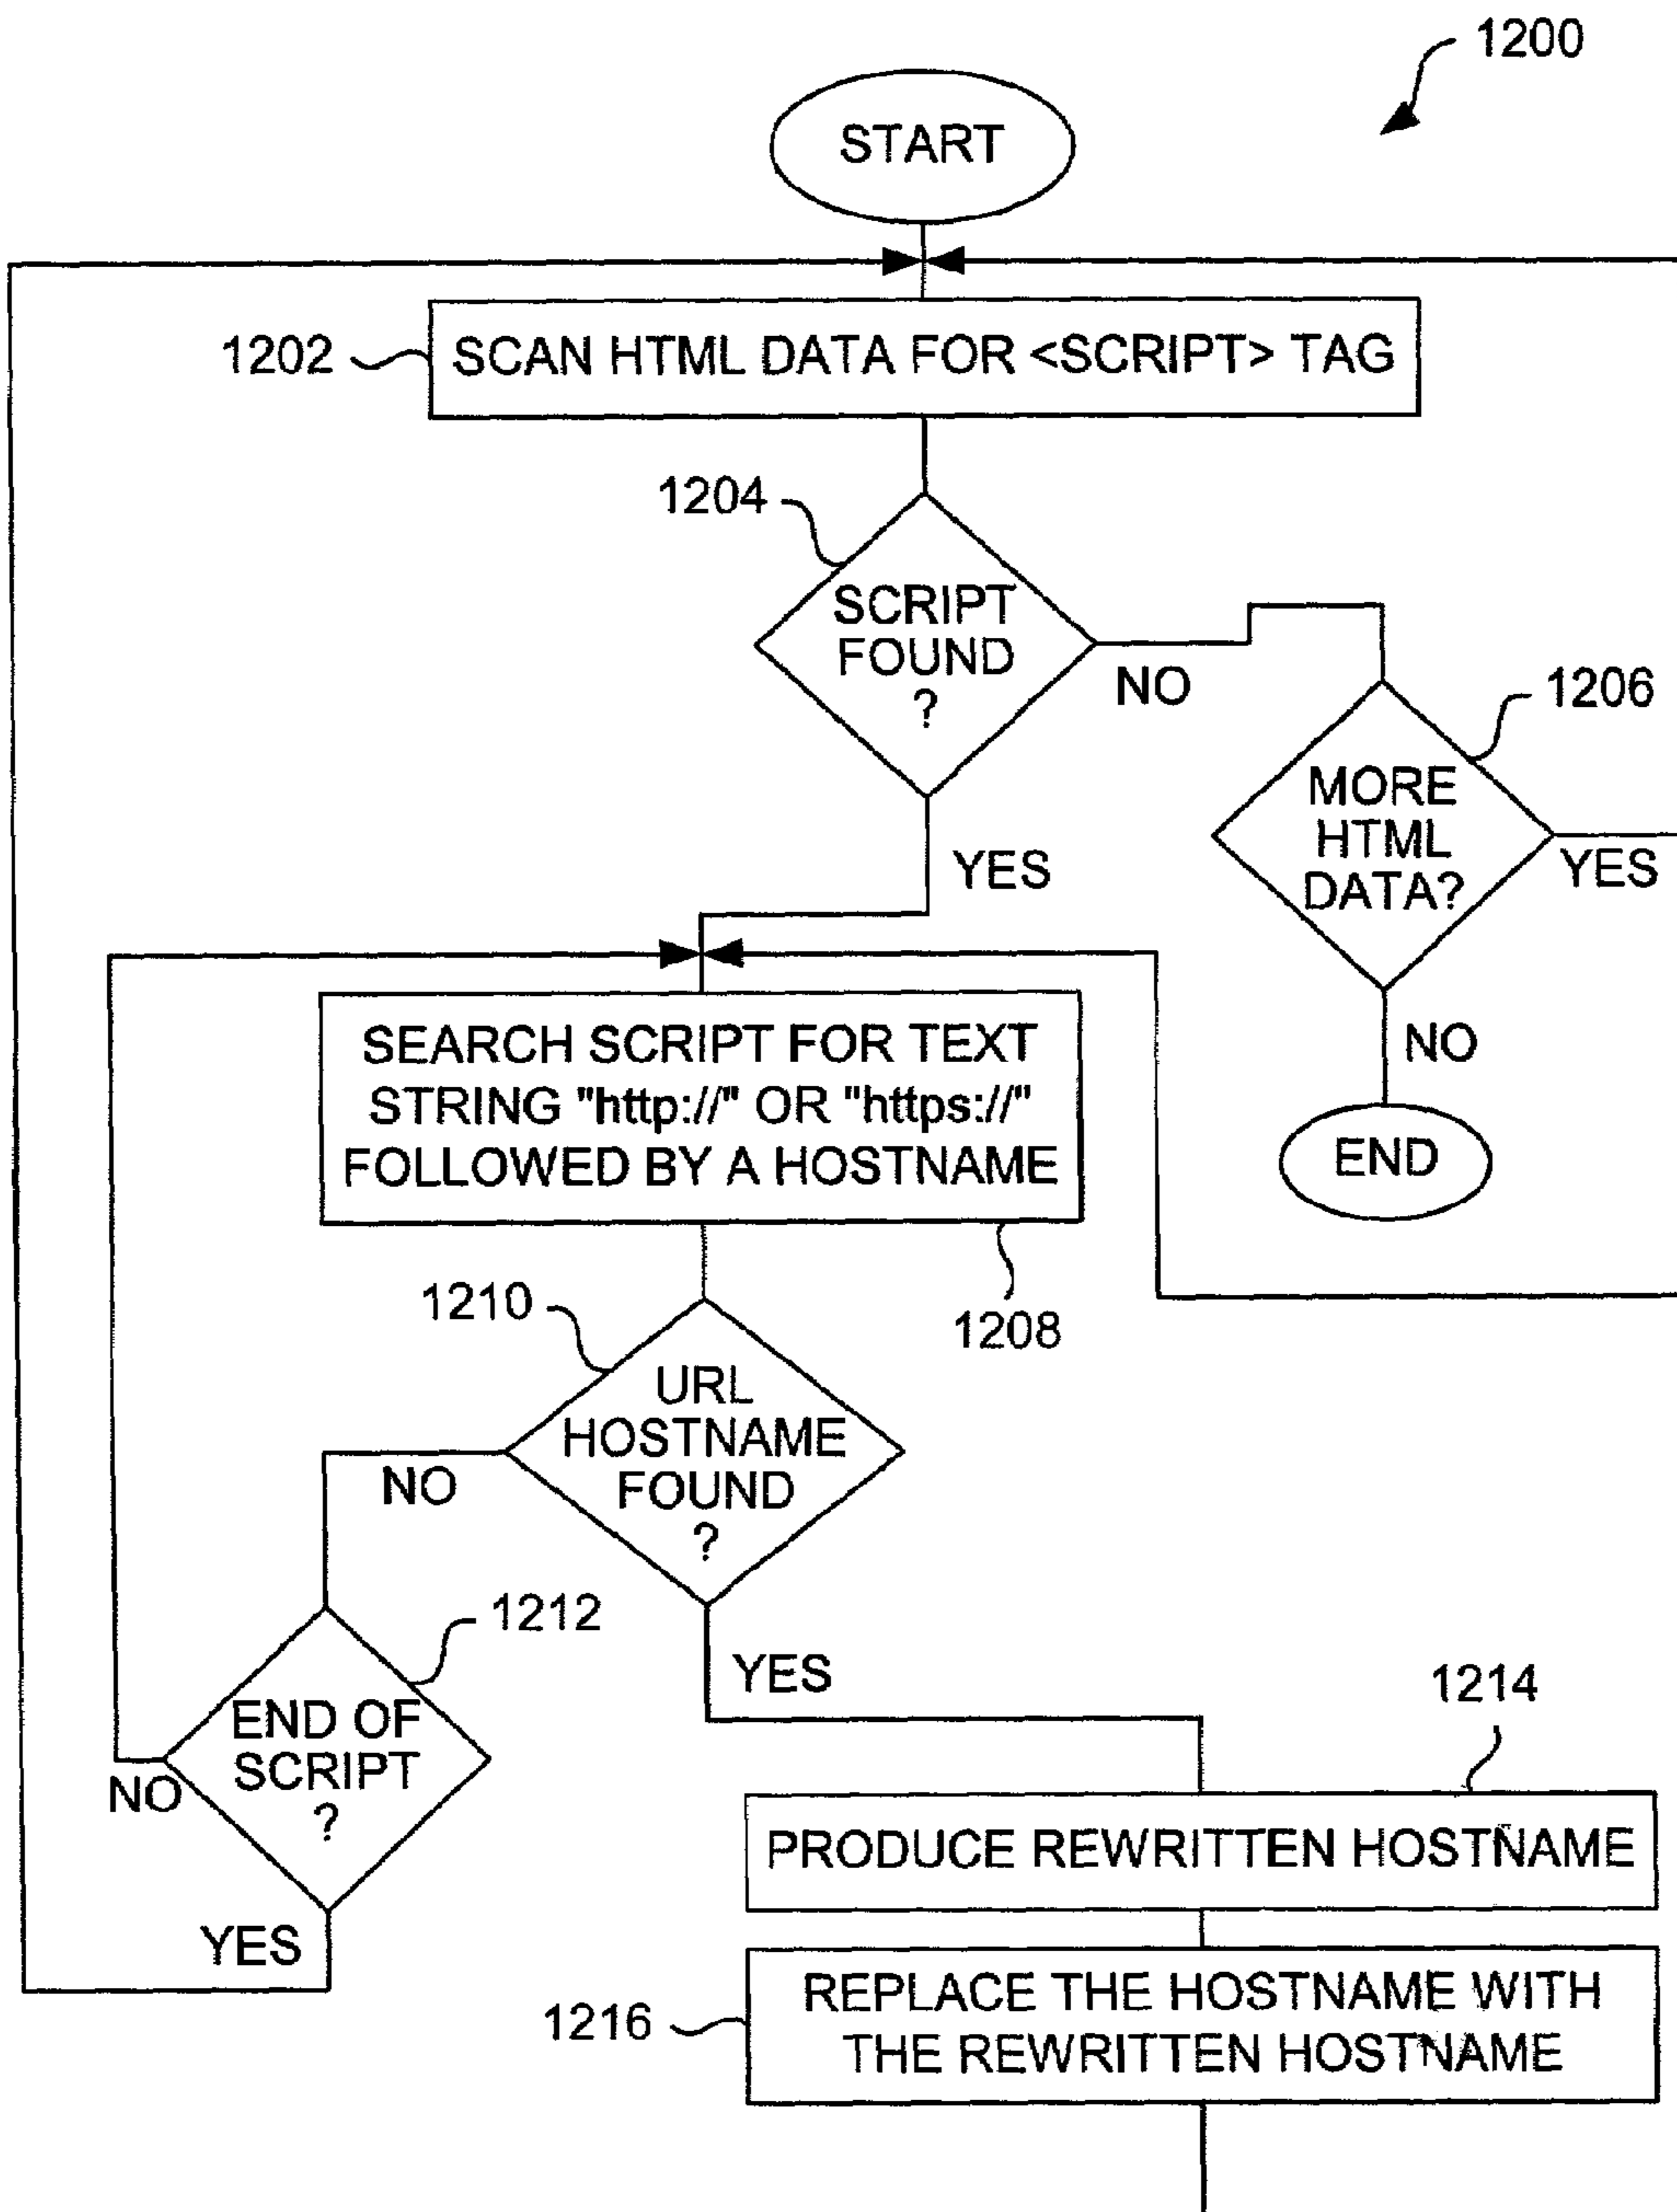 1200
START
1202
SCAN HTML DATA FOR <SCRIPT> TAG
1204
SCRIPT
FOUND
?
NO
1206
MORE
HTML
DATA?
YES
YES
NO
END
SEARCH SCRIPT FOR TEXT
STRING "http://" OR "https://"
FOLLOWED BY A HOSTNAME
1208
1210
URL
HOSTNAME
FOUND
?
NO
1212
YES
END OF
SCRIPT
?
NO
YES
1214
PRODUCE REWRITTEN HOSTNAME
1216
REPLACE THE HOSTNAME WITH
THE REWRITTEN HOSTNAME